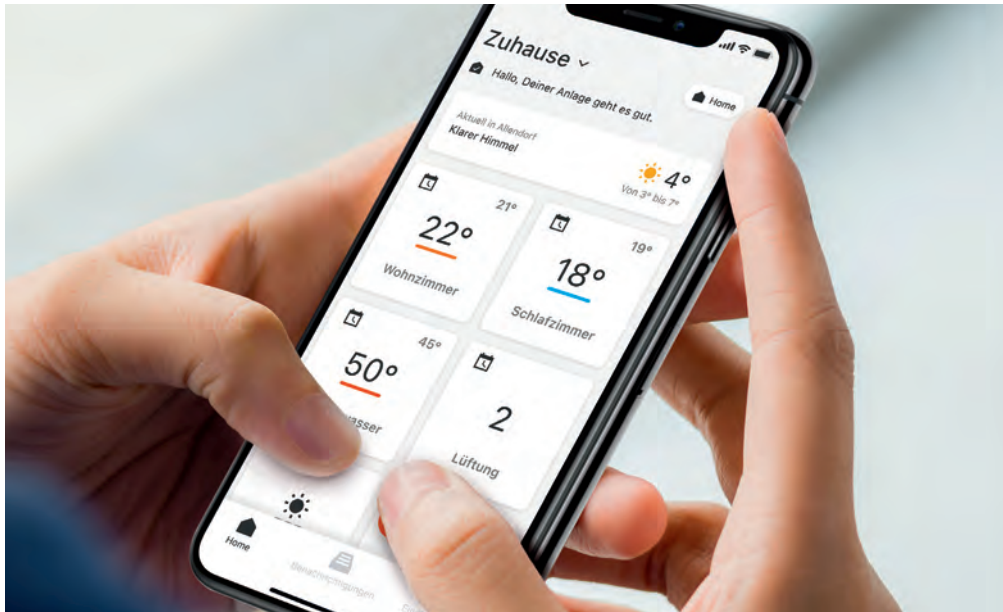 Zuhause
Home
Hallo, Deiner Anlage geht es gut.
Aktuell in Allendorf
Klarer Himmel
4°
Von 3° bis 7°
21°
22°
Wohnzimmer
19°
18°
Schlafzimmer
45°
50°
2
Lüftung
Home
Benachrichtigungen